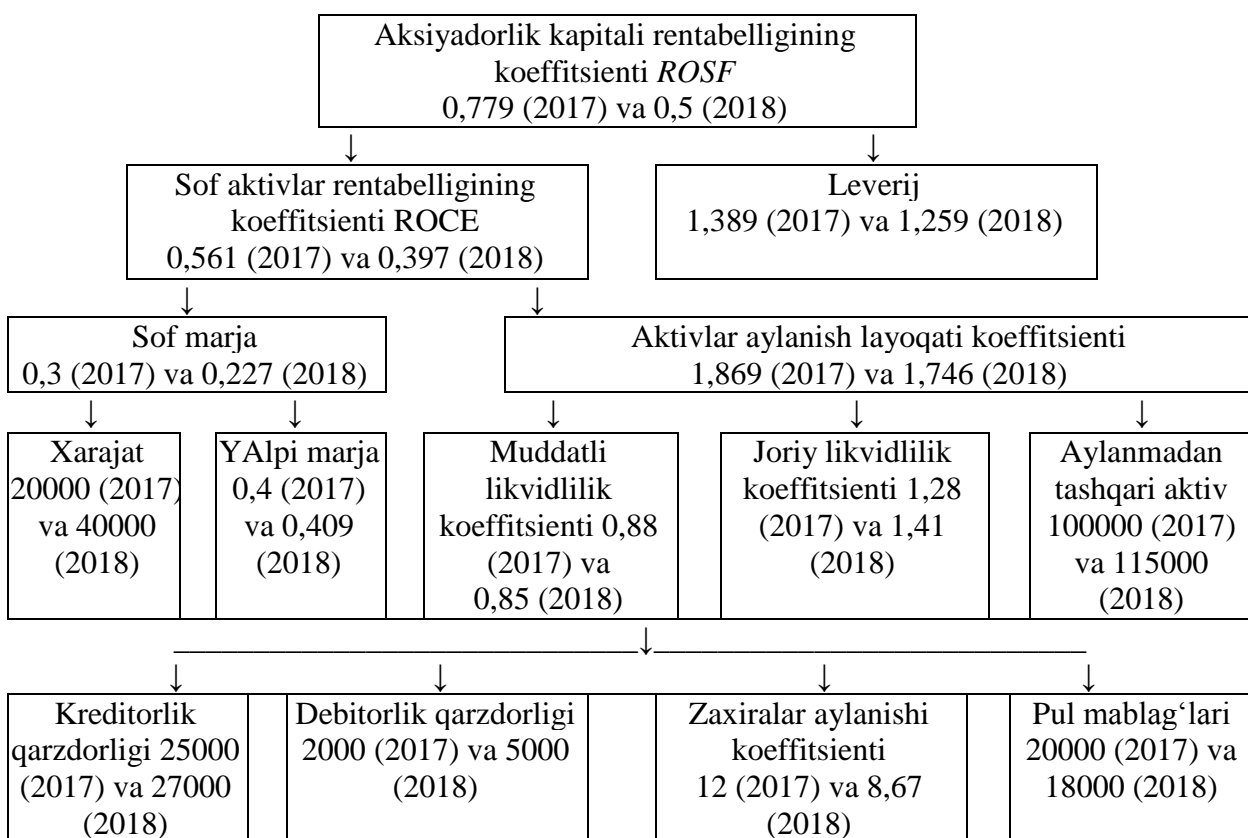 Aksiyadorlik kapitali rentabelligining
koeffitsienti ROSF
0,779 (2017) va 0,5 (2018)
Sof aktivlar rentabelligining
koeffitsienti ROCE
0,561 (2017) va 0,397 (2018)
Leverij
1,389 (2017) va 1,259 (2018)
Sof marja
0,3 (2017) va 0,227 (2018)
Aktivlar aylanish layoqati koeffitsienti
1,869 (2017) va 1,746 (2018)
Xarajat
20000 (2017)
va 40000
(2018)
YAlpi marja
0,4 (2017)
va 0,409
(2018)
Muddatli
likvidlilik
koeffitsienti 0,88
(2017) va
0,85 (2018)
Joriy likvidlilik
koeffitsienti 1,28
(2017) va 1,41
(2018)
Aylanmadan
tashqari aktiv
100000 (2017)
va 115000
(2018)
Kreditorlik
qarzdorligi 25000
(2017) va 27000
(2018)
Debitorlik qarzdorligi
2000 (2017) va 5000
(2018)
Zaxiralar aylanishi
koeffitsienti
12 (2017) va 8,67
(2018)
Pul mablag‘lari
20000 (2017) va
18000 (2018)